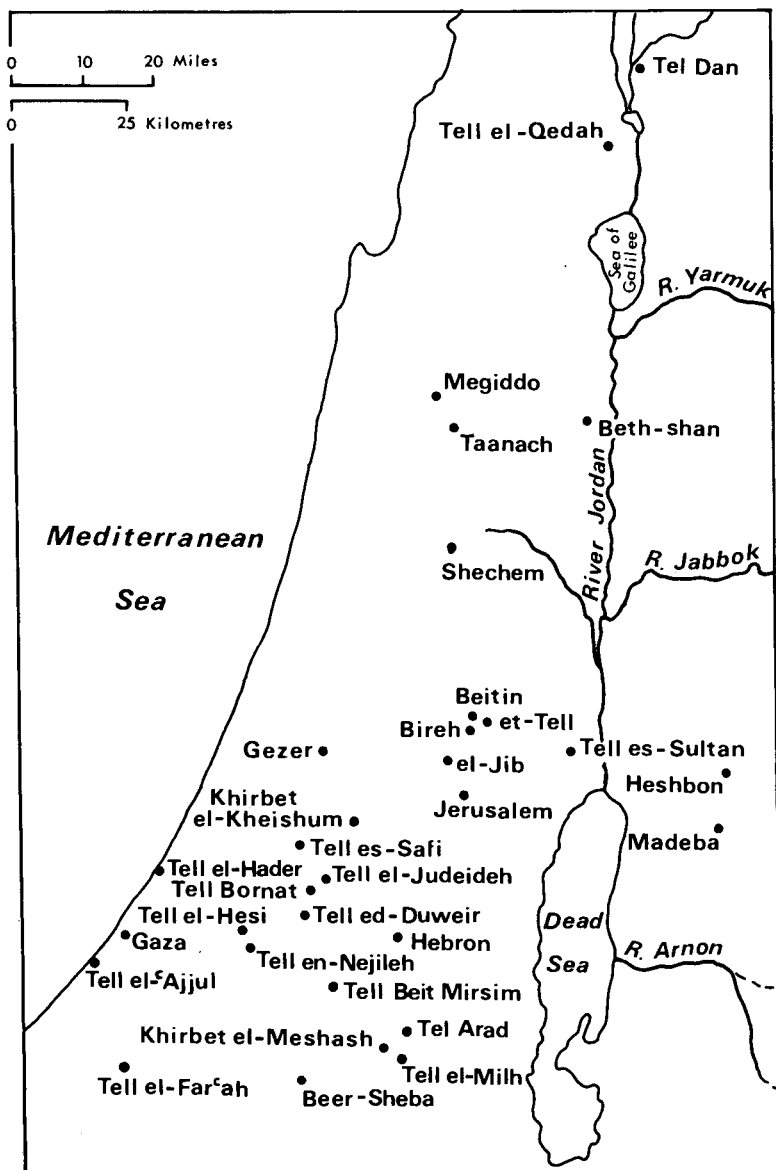 0 10 20 Miles
0 25 Kilometres
Tel Dan
Tell el-Qedah
Sea of
Galilee
R. Yarmuk
Megiddo
Taanach
Beth-shan
River Jordan
Mediterranean
Sea
Shechem
R. Jabbok
Beitin
et-Tell
Bireh
Gezer
el-Jib
Tell es-Sultan
Heshbon
Khirbet
el-Kheishum
Jerusalem
Madeba
Tell es-Safi
Tell el-Hader
Tell el-Judeideh
Tell Bornat
Tell el-Hesi
Tell ed-Duweir
Dead
Sea
Gaza
Hebron
R. Arnon
Tell en-Nejileh
Tell el-ᶜAjjul
Tell Beit Mirsim
Khirbet el-Meshash
Tel Arad
Tell el-Milh
Tell el-Farᶜah
Beer-Sheba